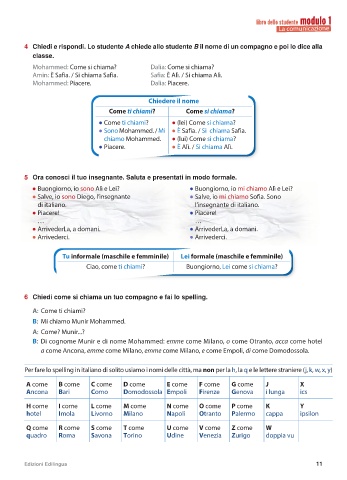 libro dello studente modulo 1
La comunicazione
4 Chiedi e rispondi. Lo studente A chiede allo studente B il nome di un compagno e poi lo dice alla
classe.
Mohammed: Come si chiama?
Amin: È Safia. / Si chiama Safia.
Mohammed: Piacere.
Dalia: Come si chiama?
Safia: È Alì. / Si chiama Alì.
Dalia: Piacere.
Chiedere il nome
Come ti chiami? Come si chiama?
● Come ti chiami?
● Sono Mohammed. / Mi
chiamo Mohammed.
● Piacere.
● (lei) Come si chiama?
● È Safia. / Si chiama Safia.
● (lui) Come si chiama?
● È Alì. / Si chiama Alì.
5 Ora conosci il tuo insegnante. Saluta e presentati in modo formale.
● Buongiorno, io sono Alì e Lei?
● Salve, io sono Diego, l'insegnante
di italiano.
● Piacere!
…
● ArrivederLa, a domani.
● Arrivederci.
● Buongiorno, io mi chiamo Alì e Lei?
● Salve, io mi chiamo Sofia. Sono
l'insegnante di italiano.
● Piacere!
…
● ArrivederLa, a domani.
● Arrivederci.
Tu informale (maschile e femminile) Lei formale (maschile e femminile)
Ciao, come ti chiami? Buongiorno, Lei come si chiama?
6 Chiedi come si chiama un tuo compagno e fai lo spelling.
A: Come ti chiami?
B: Mi chiamo Munir Mohammed.
A: Come? Munir...?
B: Di cognome Munir e di nome Mohammed: emme come Milano, o come Otranto, acca come hotel
a come Ancona, emme come Milano, emme come Milano, e come Empoli, di come Domodossola.
Per fare lo spelling in italiano di solito usiamo i nomi delle città, ma non per la h, la q e le lettere straniere (j, k, w, x, y)
A come B come C come D come E come F come G come J X
Ancona Bari Como Domodossola Empoli Firenze Genova i lunga ics
H come I come L come M come N come O come P come K Y
hotel Imola Livorno Milano Napoli Otranto Palermo cappa ipsilon
Q come R come S come T come U come V come Z come W
quadro Roma Savona Torino Udine Venezia Zurigo doppia vu
Edizioni Edilingua 11